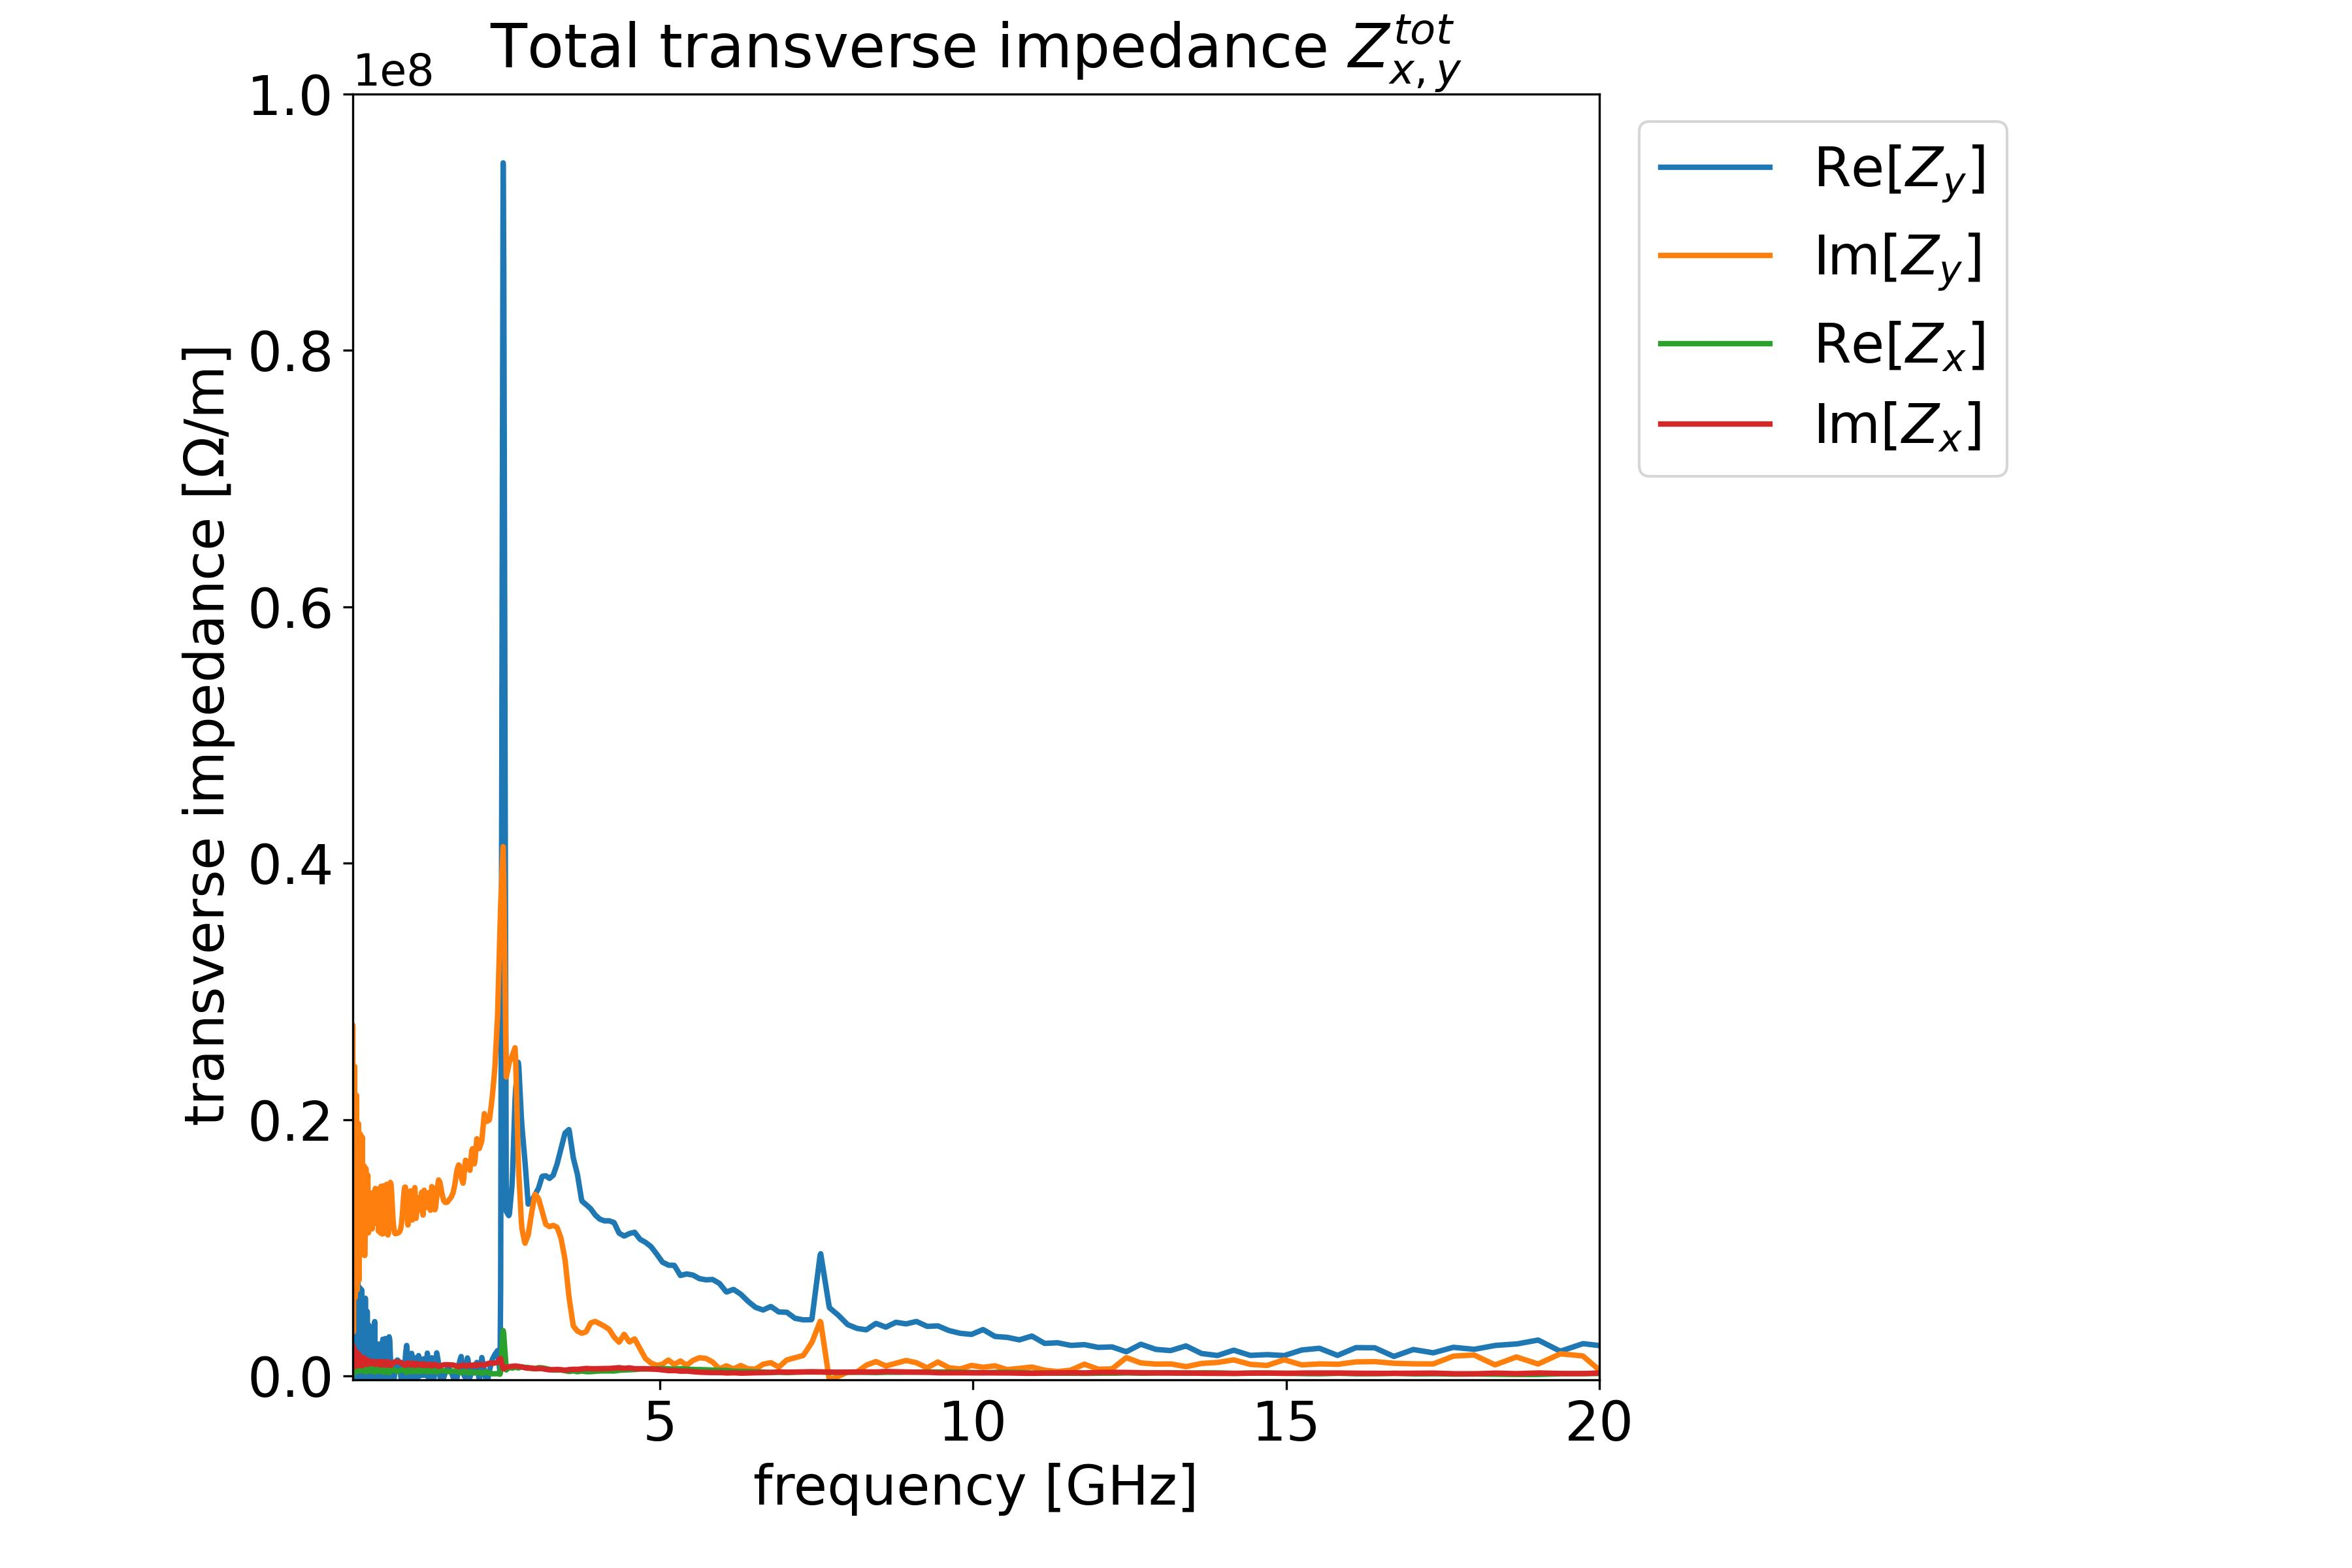 Total transverse impedance Z_{x, y}^{tot}
1e8
1.0
0.8
0.6
0.4
0.2
0.0
transverse impedance [Ω/m]
5
10
15
20
frequency [GHz]
Re[Z_y]
Im[Z_y]
Re[Z_x]
Im[Z_x]